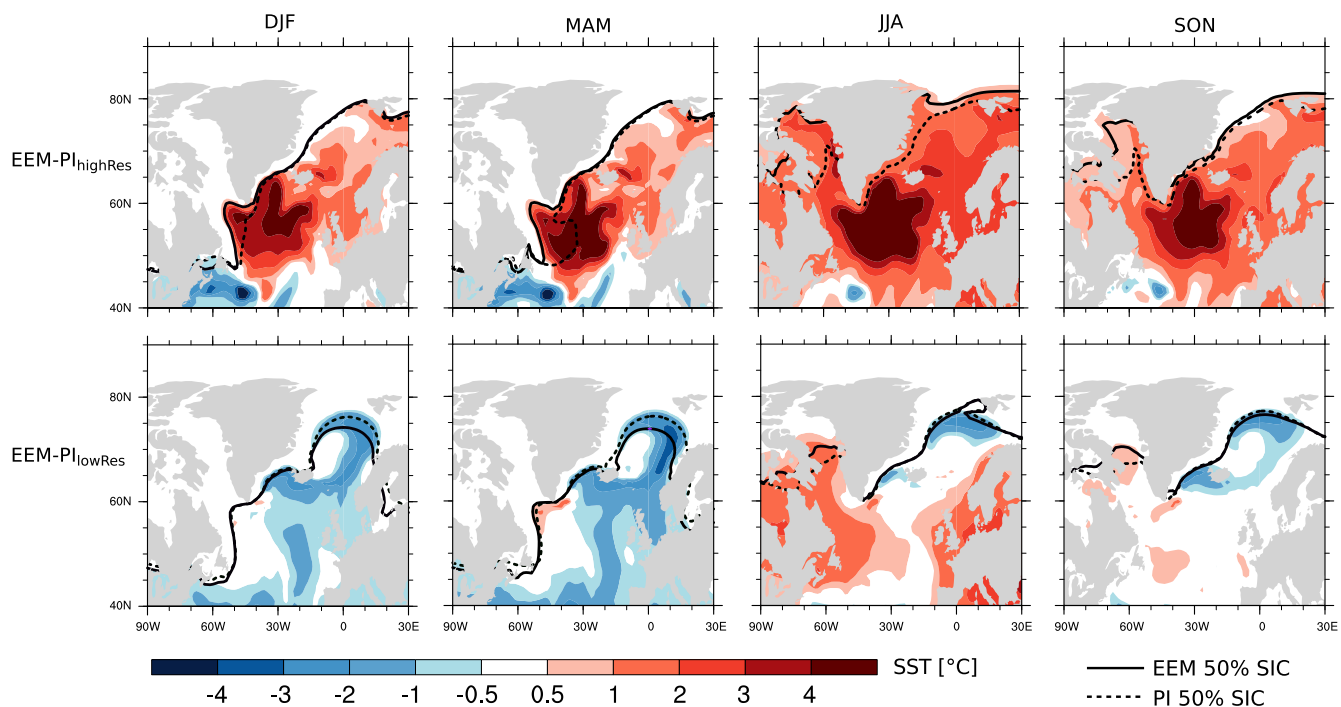 DJF MAM JJA SON
80N
EEM-PIhighRes
60N
40N
80N
EEM-PIlowRes
60N
40N
90W 60W 30W 0 30E 90W 60W 30W 0 30E 90W 60W 30W 0 30E 90W 60W 30W 0 30E
SST [°C]
-4 -3 -2 -1 -0.5 0.5 1 2 3 4
EEM 50% SIC
PI 50% SIC